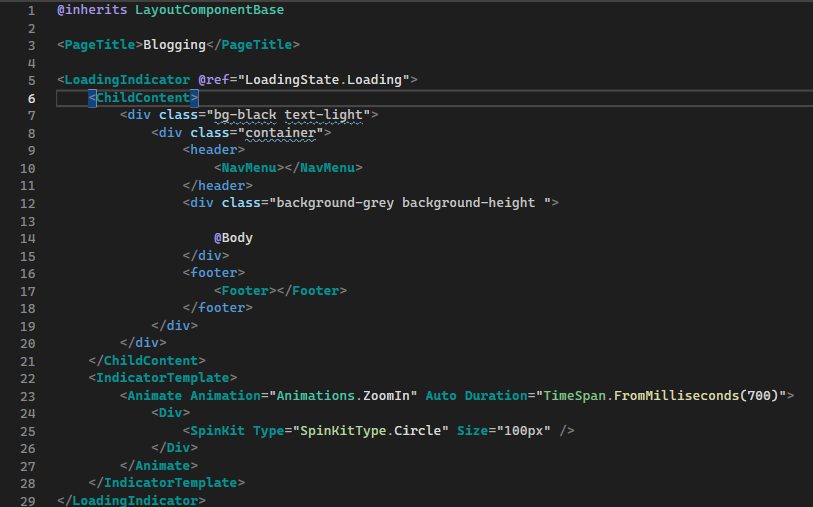 1 @inherits LayoutComponentBase
2
3 <PageTitle>Blogging</PageTitle>
4
5 <LoadingIndicator @ref="LoadingState.Loading">
6     <ChildContent>
7         <div class="bg-black text-light">
8             <div class="container">
9                 <header>
10                     <NavMenu></NavMenu>
11                 </header>
12                 <div class="background-grey background-height ">
13
14                     @Body
15                 </div>
16                 <footer>
17                     <Footer></Footer>
18                 </footer>
19             </div>
20         </div>
21     </ChildContent>
22     <IndicatorTemplate>
23         <Animate Animation="Animations.ZoomIn" Auto Duration="TimeSpan.FromMilliseconds(700)">
24             <Div>
25                 <SpinKit Type="SpinKitType.Circle" Size="100px" />
26             </Div>
27         </Animate>
28     </IndicatorTemplate>
29 </LoadingIndicator>